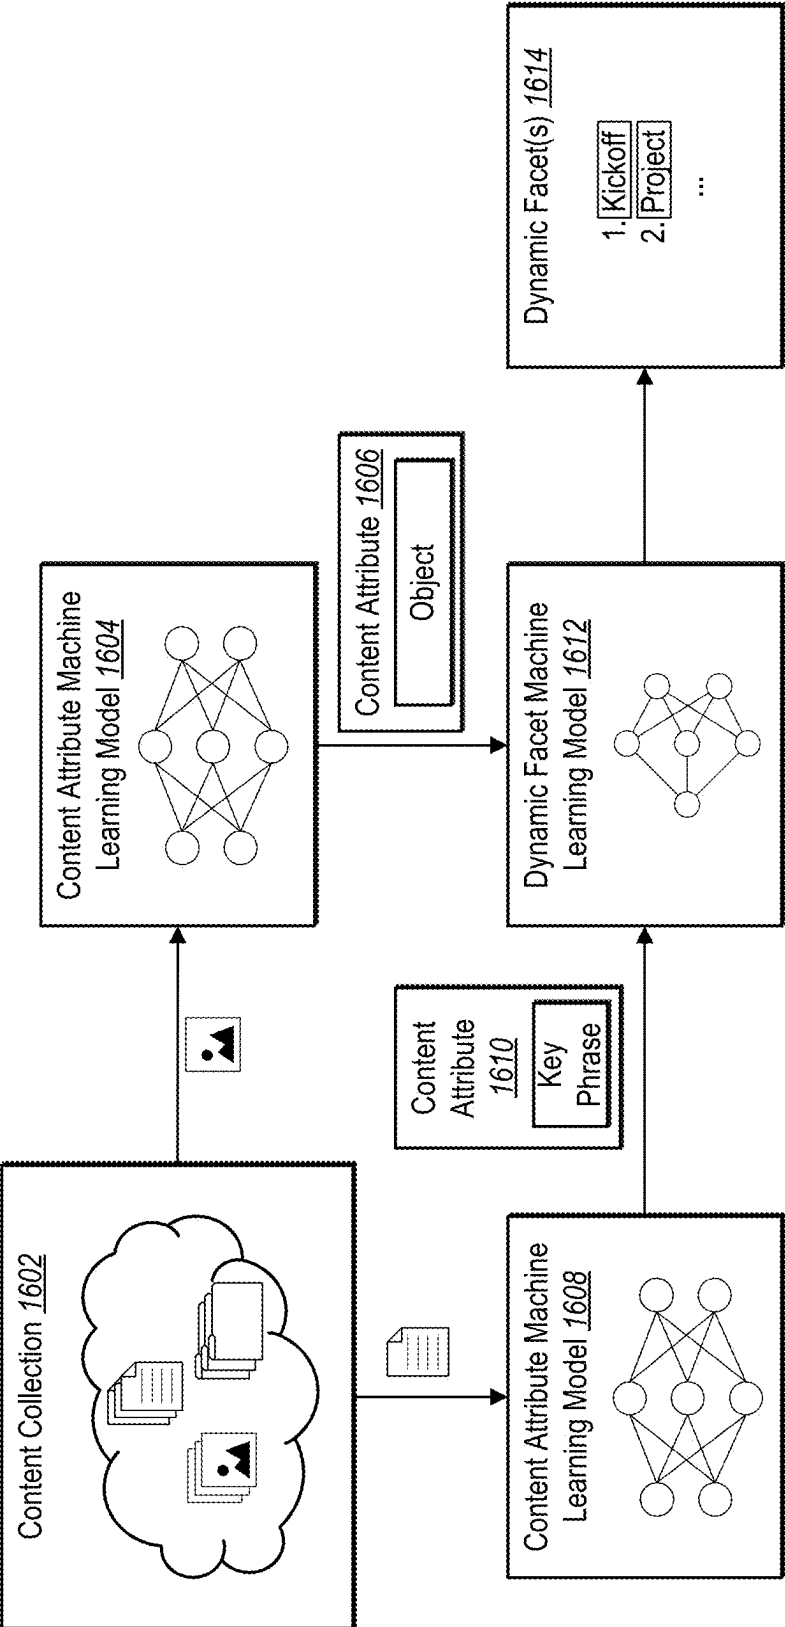 Content Collection 1602
Content Attribute Machine
Learning Model 1604
Content Attribute 1606
Object
Content Attribute Machine
Learning Model 1608
Content
Attribute
1610
Key
Phrase
Dynamic Facet Machine
Learning Model 1612
Dynamic Facet(s) 1614
1. Kickoff
2. Project
...